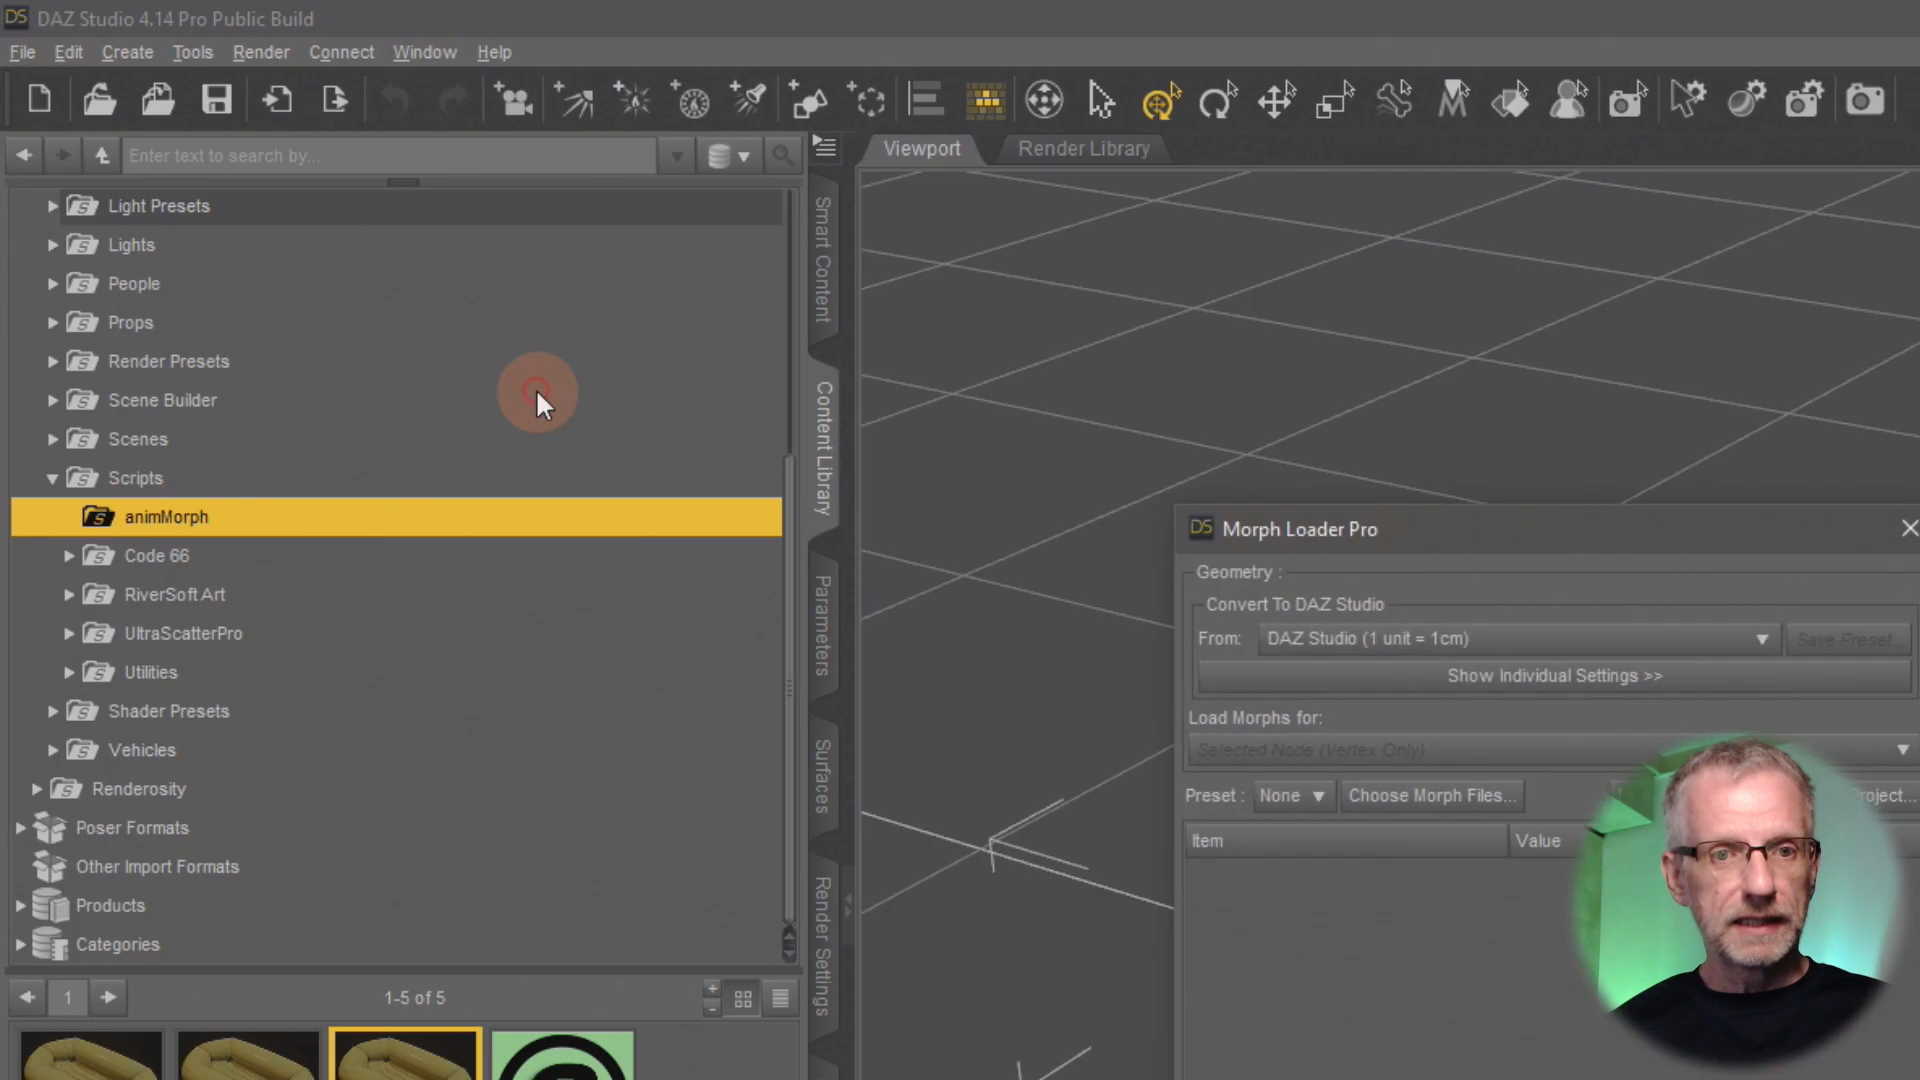 DS DAZ Studio 4.14 Pro Public Build
File Edit Create Tools Render Connect Window Help
Enter text to search by...
Viewport Render Library
Light Presets
Lights
People
Props
Render Presets
Scene Builder
Scenes
Scripts
animMorph
Code 66
RiverSoft Art
UltraScatterPro
Utilities
Shader Presets
Vehicles
Renderosity
Poser Formats
Other Import Formats
Products
Categories
1 1-5 of 5
Smart Content
Content Library
Parameters
Surfaces
Render Settings
DS Morph Loader Pro
Geometry :
Convert To DAZ Studio
From: DAZ Studio (1 unit = 1cm) Save Preset...
Show Individual Settings >>
Load Morphs for:
Selected Node (Vertex Only)
Preset : None Choose Morph Files... Project...
Item Value